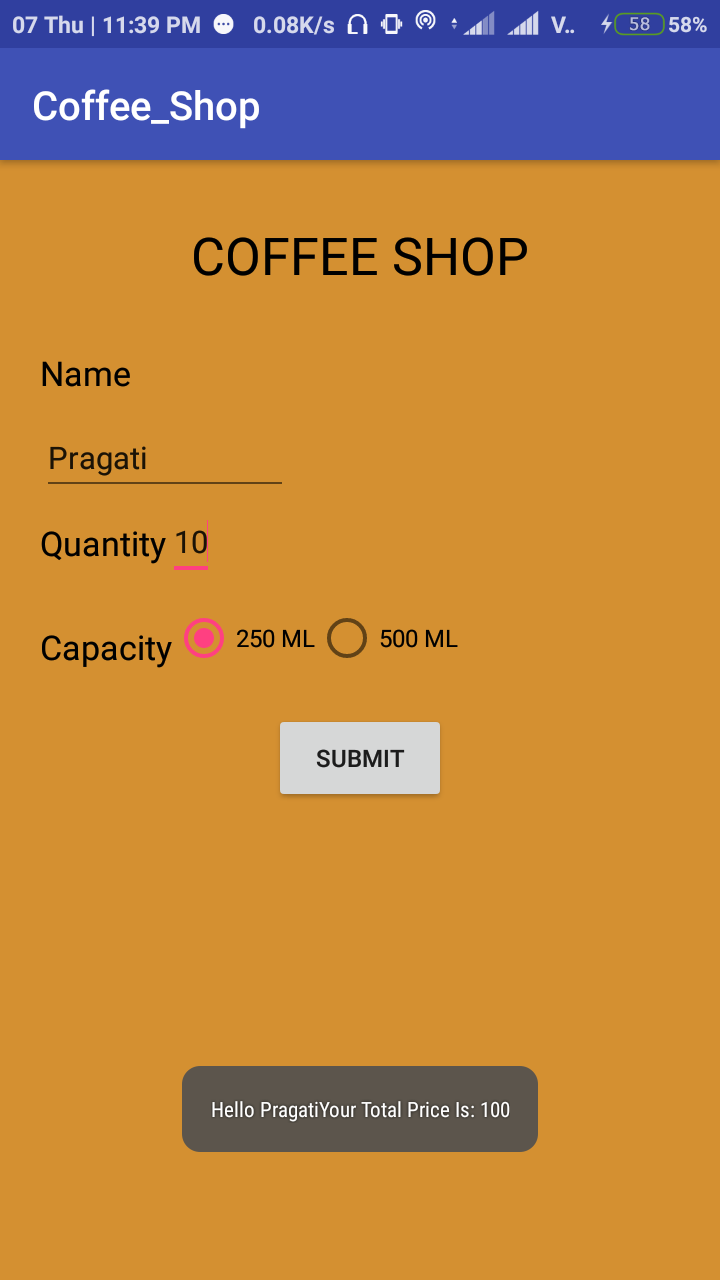 07 Thu | 11:39 PM 0.08K/s V.. 58 58%
Coffee_Shop
COFFEE SHOP
Name
Pragati
Quantity 10
Capacity 250 ML 500 ML
SUBMIT
Hello PragatiYour Total Price Is: 100